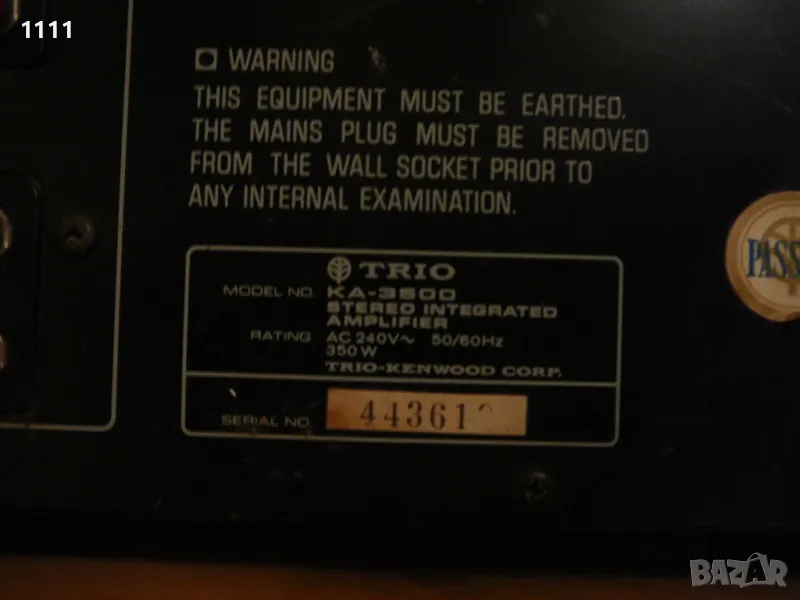 1111
WARNING
THIS EQUIPMENT MUST BE EARTHED.
THE MAINS PLUG MUST BE REMOVED
FROM THE WALL SOCKET PRIOR TO
ANY INTERNAL EXAMINATION.
TRIO
MODEL NO. KA-3500
STEREO INTEGRATED
AMPLIFIER
RATING AC 240V~ 50/60Hz
350W
TRIO-KENWOOD CORP.
SERIAL NO.
PASS
BAZAR